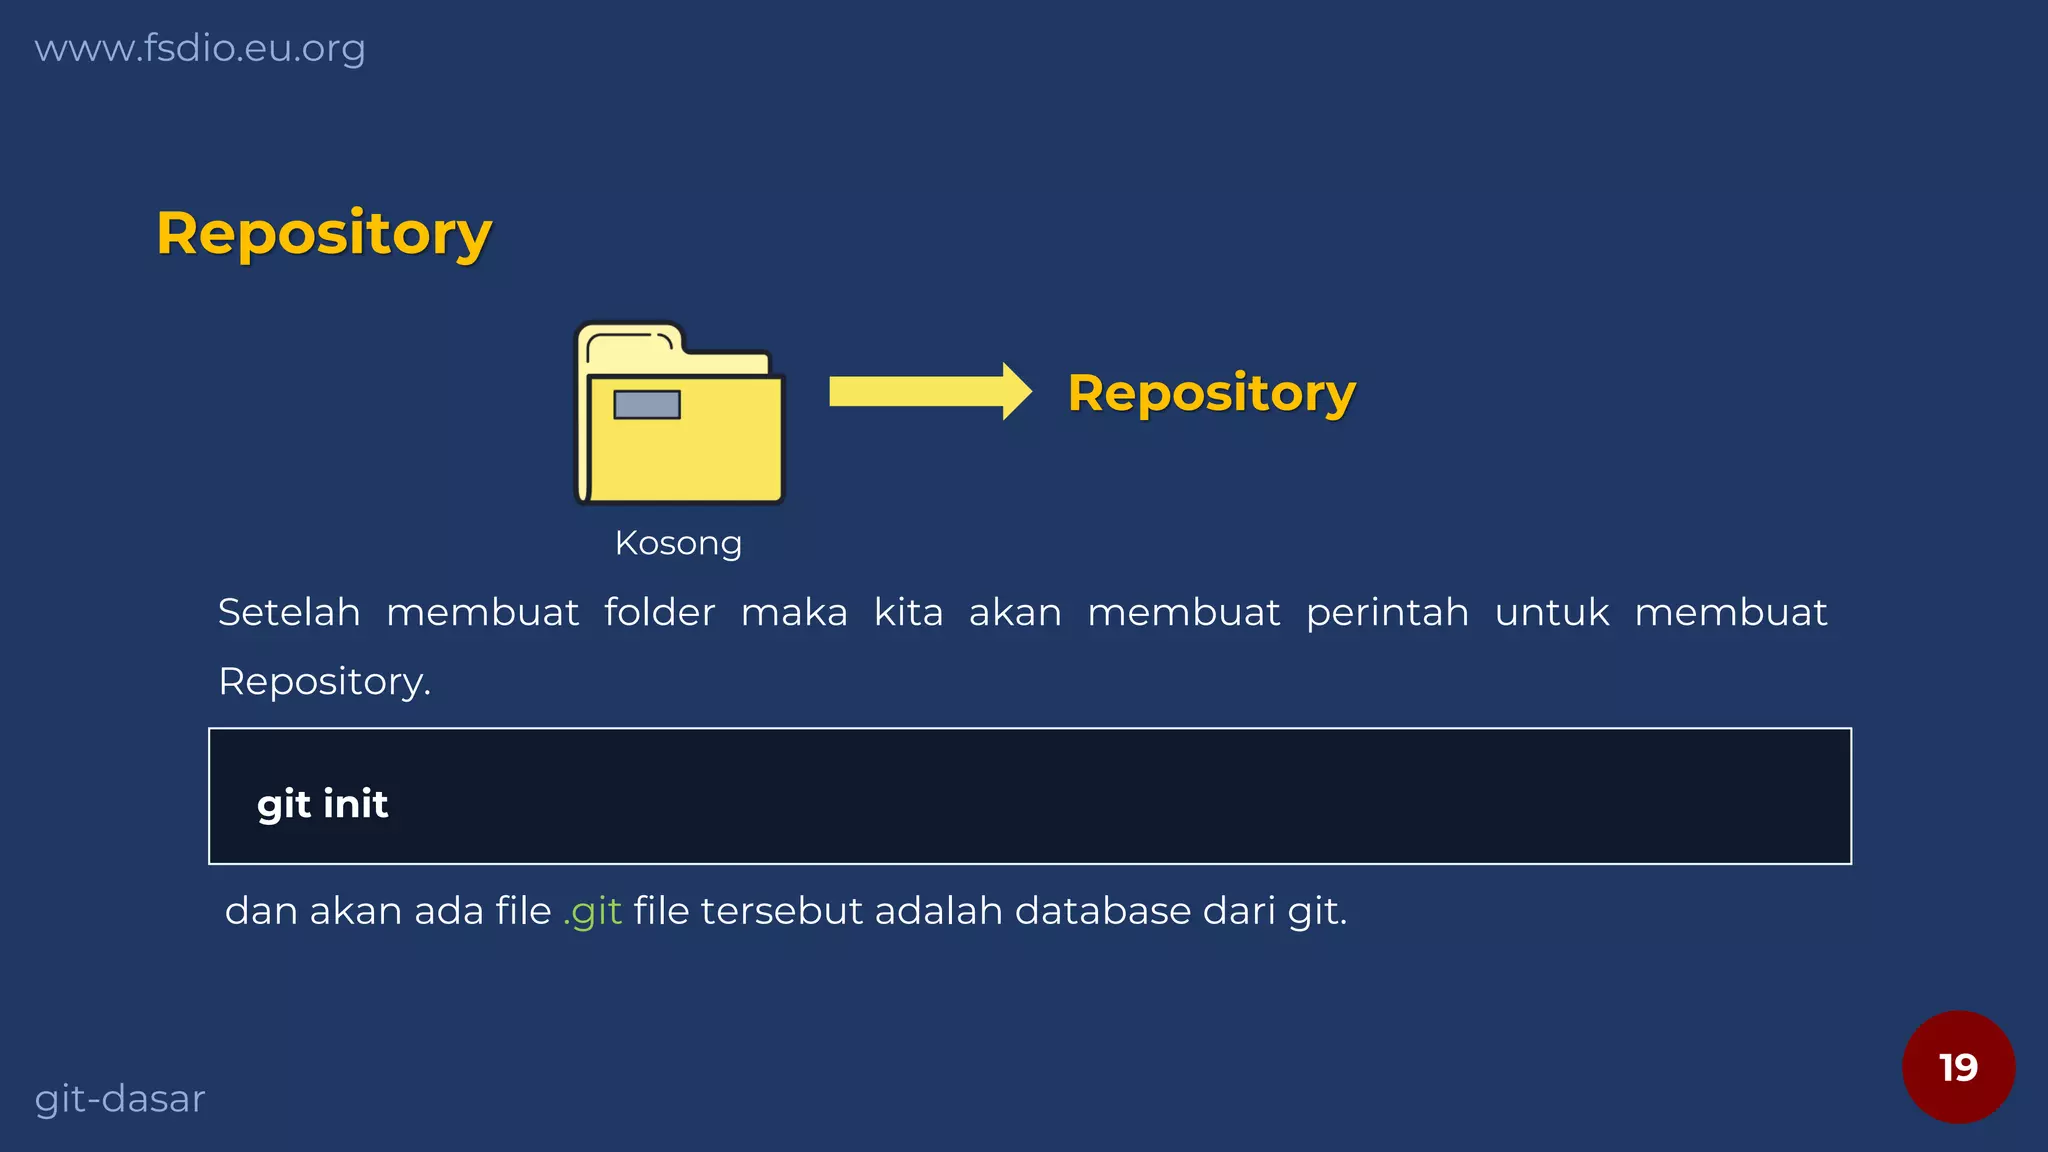 www.fsdio.eu.org
Repository
Repository
Kosong
Setelah membuat folder maka kita akan membuat perintah untuk membuat
Repository.
git init
dan akan ada file .git file tersebut adalah database dari git.
19
git-dasar